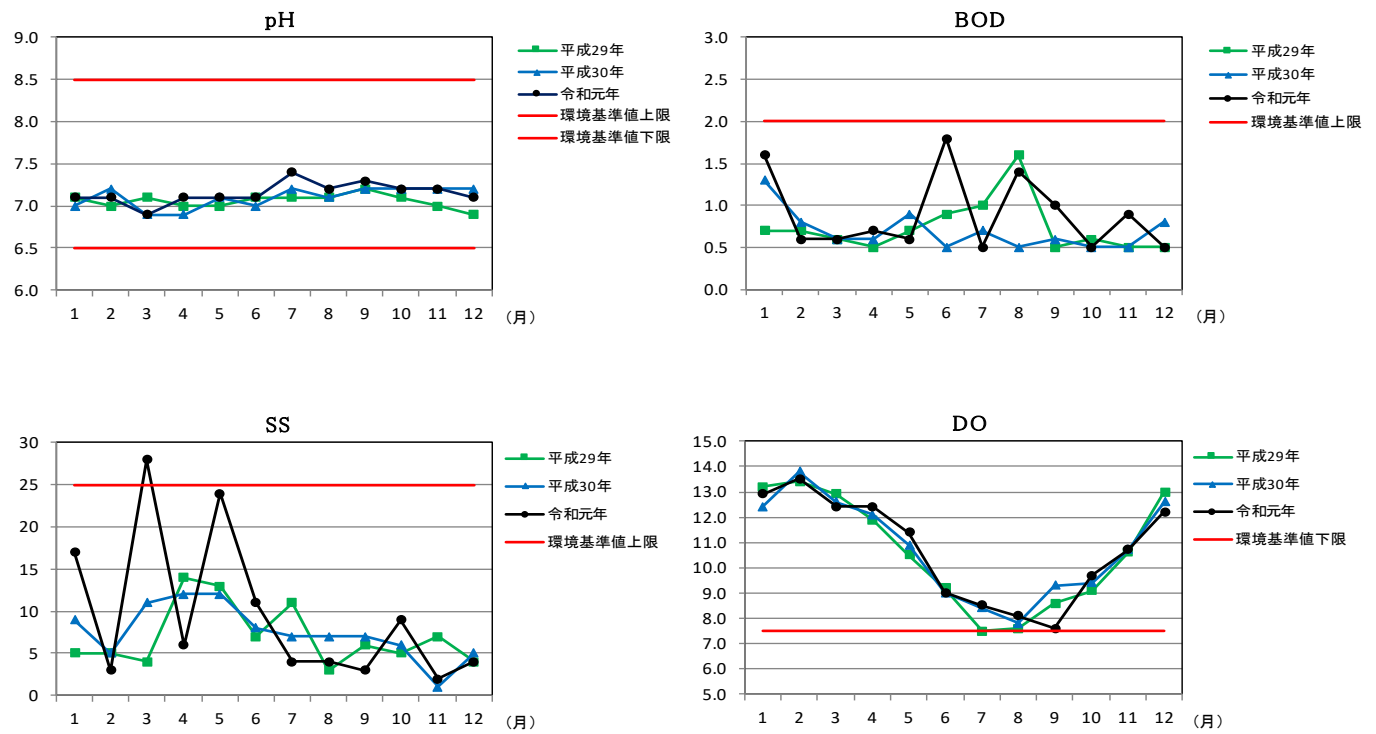 pH
9.0
8.5
8.0
7.5
7.0
6.5
6.0
1 2 3 4 5 6 7 8 9 10 11 12
(月)
平成29年
平成30年
令和元年
環境基準値上限
環境基準値下限
BOD
3.0
2.5
2.0
1.5
1.0
0.5
0.0
1 2 3 4 5 6 7 8 9 10 11 12
(月)
平成29年
平成30年
令和元年
環境基準値上限
SS
30
25
20
15
10
5
0
1 2 3 4 5 6 7 8 9 10 11 12
(月)
平成29年
平成30年
令和元年
環境基準値上限
DO
15.0
14.0
13.0
12.0
11.0
10.0
9.0
8.0
7.0
6.0
5.0
1 2 3 4 5 6 7 8 9 10 11 12
(月)
平成29年
平成30年
令和元年
環境基準値下限